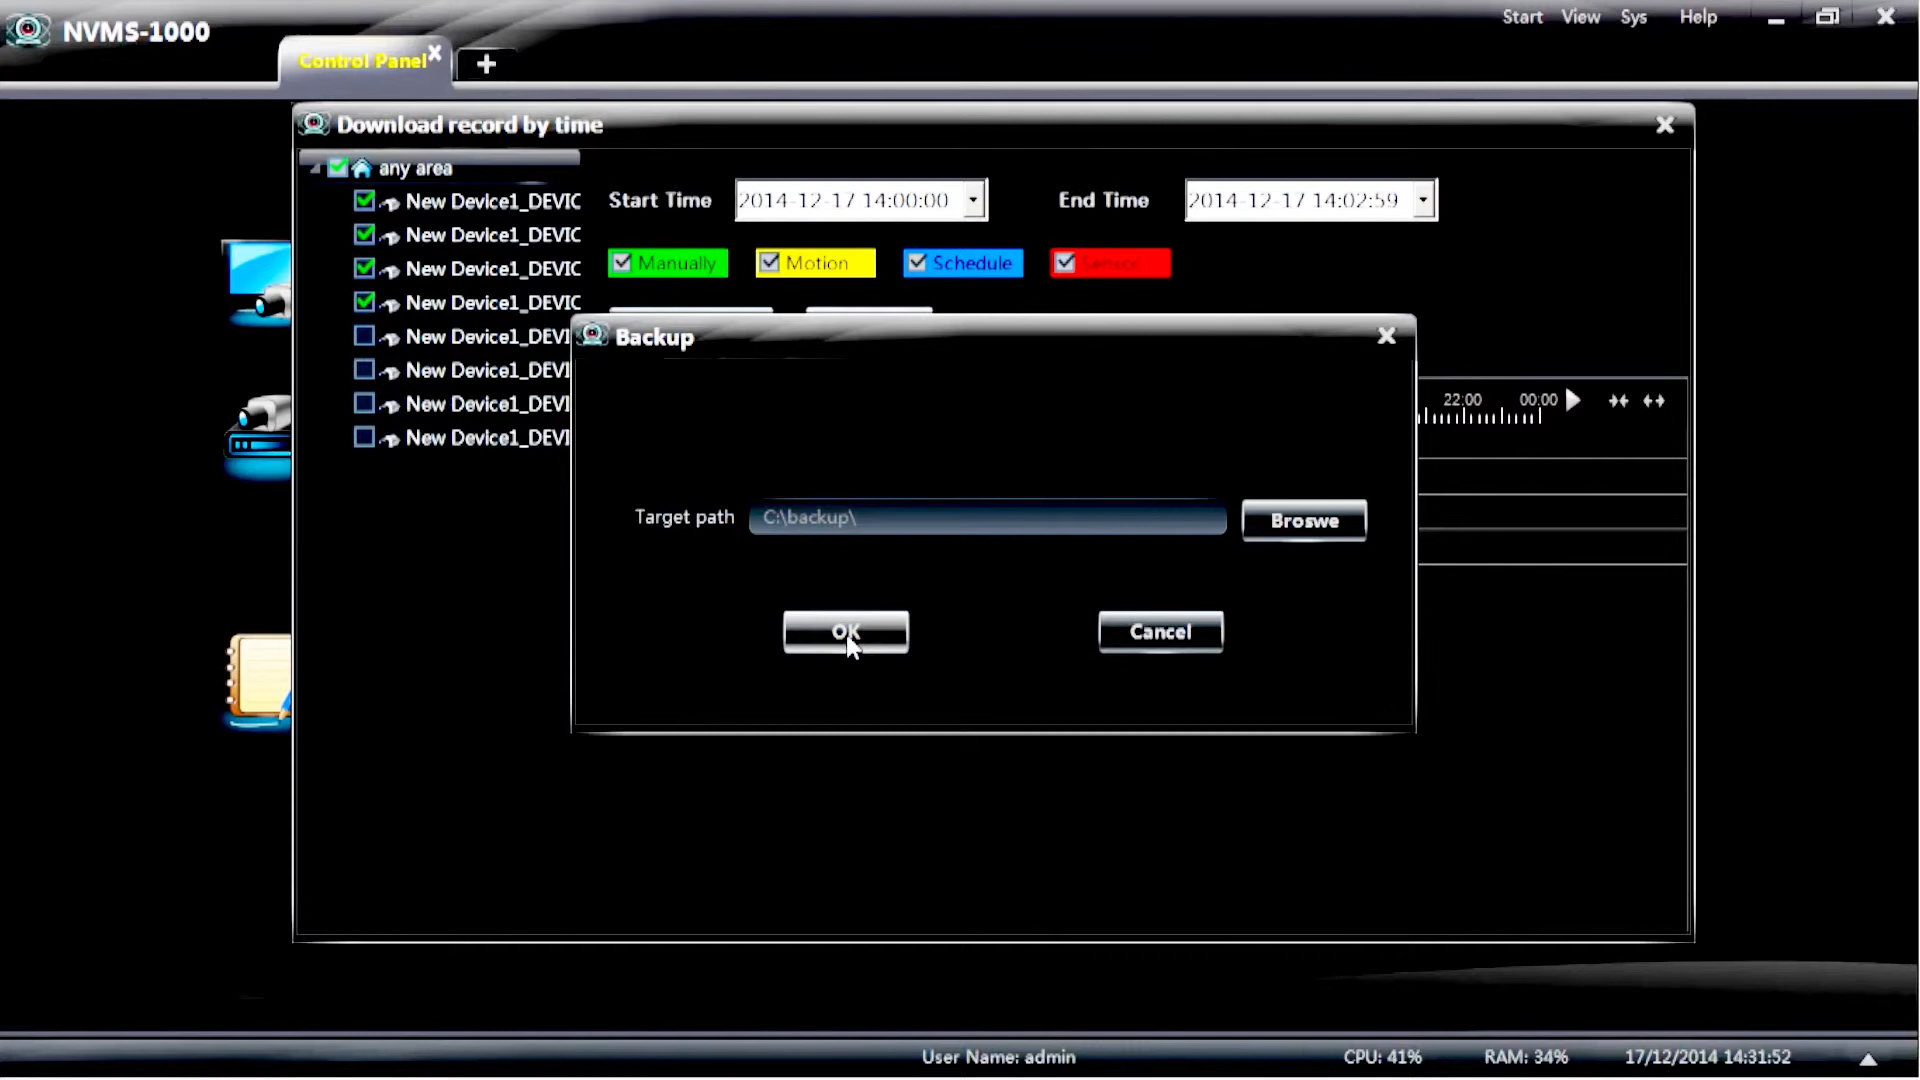 NVMS-1000
Start View Sys Help
Control Panel
Download record by time
any area
New Device1_DEVIC
New Device1_DEVIC
New Device1_DEVIC
New Device1_DEVIC
New Device1_DEVI
New Device1_DEVI
New Device1_DEVI
New Device1_DEVI
Start Time 2014-12-17 14:00:00 End Time 2014-12-17 14:02:59
Manually Motion Schedule Sensor
Backup
22:00 00:00
Target path C:\backup\ Broswe
OK Cancel
User Name: admin CPU: 41% RAM: 34% 17/12/2014 14:31:52